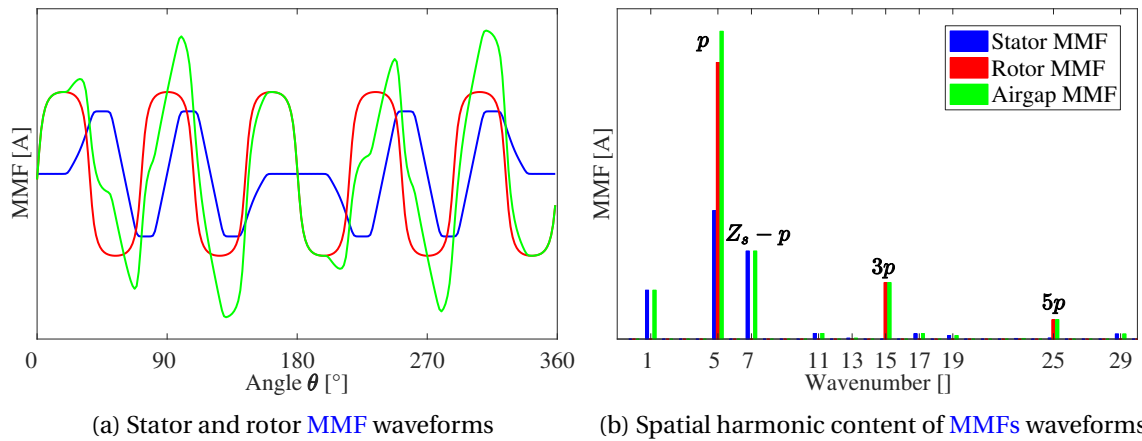 MMF [A]
0 90 180 270 360
Angle θ [°]
(a) Stator and rotor MMF waveforms
MMF [A]
p
Z_s − p
3p
5p
Stator MMF
Rotor MMF
Airgap MMF
1 5 7 11 13 15 17 19 25 29
Wavenumber []
(b) Spatial harmonic content of MMFs waveforms